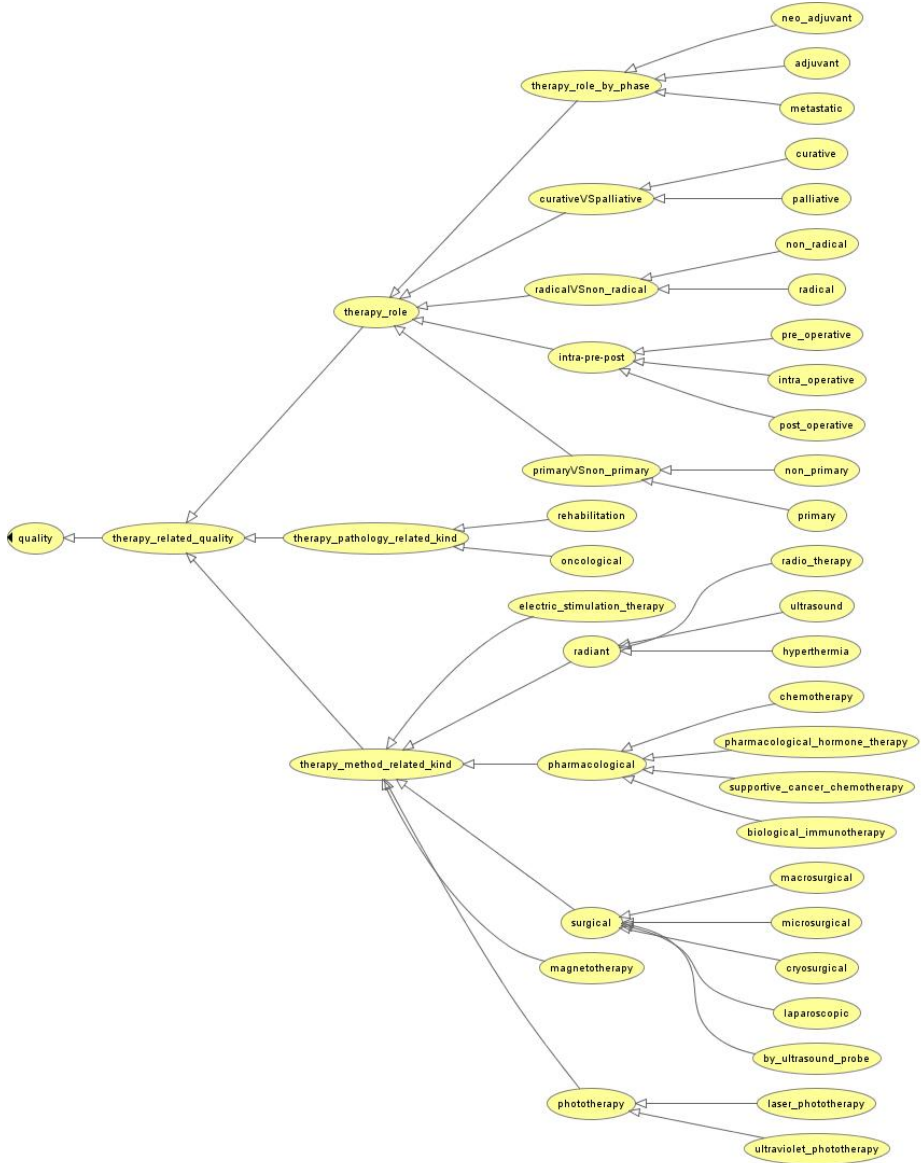 neo_adjuvant
adjuvant
therapy_role_by_phase
metastatic
curative
curativeVSpalliative
palliative
non_radical
radicalVSnon_radical
radical
therapy_role
pre_operative
intra-pre-post
intra_operative
post_operative
primaryVSnon_primary
non_primary
primary
rehabilitation
quality
therapy_related_quality
therapy_pathology_related_kind
oncological
radio_therapy
electric_stimulation_therapy
ultrasound
radiant
hyperthermia
chemotherapy
pharmacological_hormone_therapy
therapy_method_related_kind
pharmacological
supportive_cancer_chemotherapy
biological_immunotherapy
macrosurgical
surgical
microsurgical
magnetotherapy
cryosurgical
laparoscopic
by_ultrasound_probe
phototherapy
laser_phototherapy
ultraviolet_phototherapy